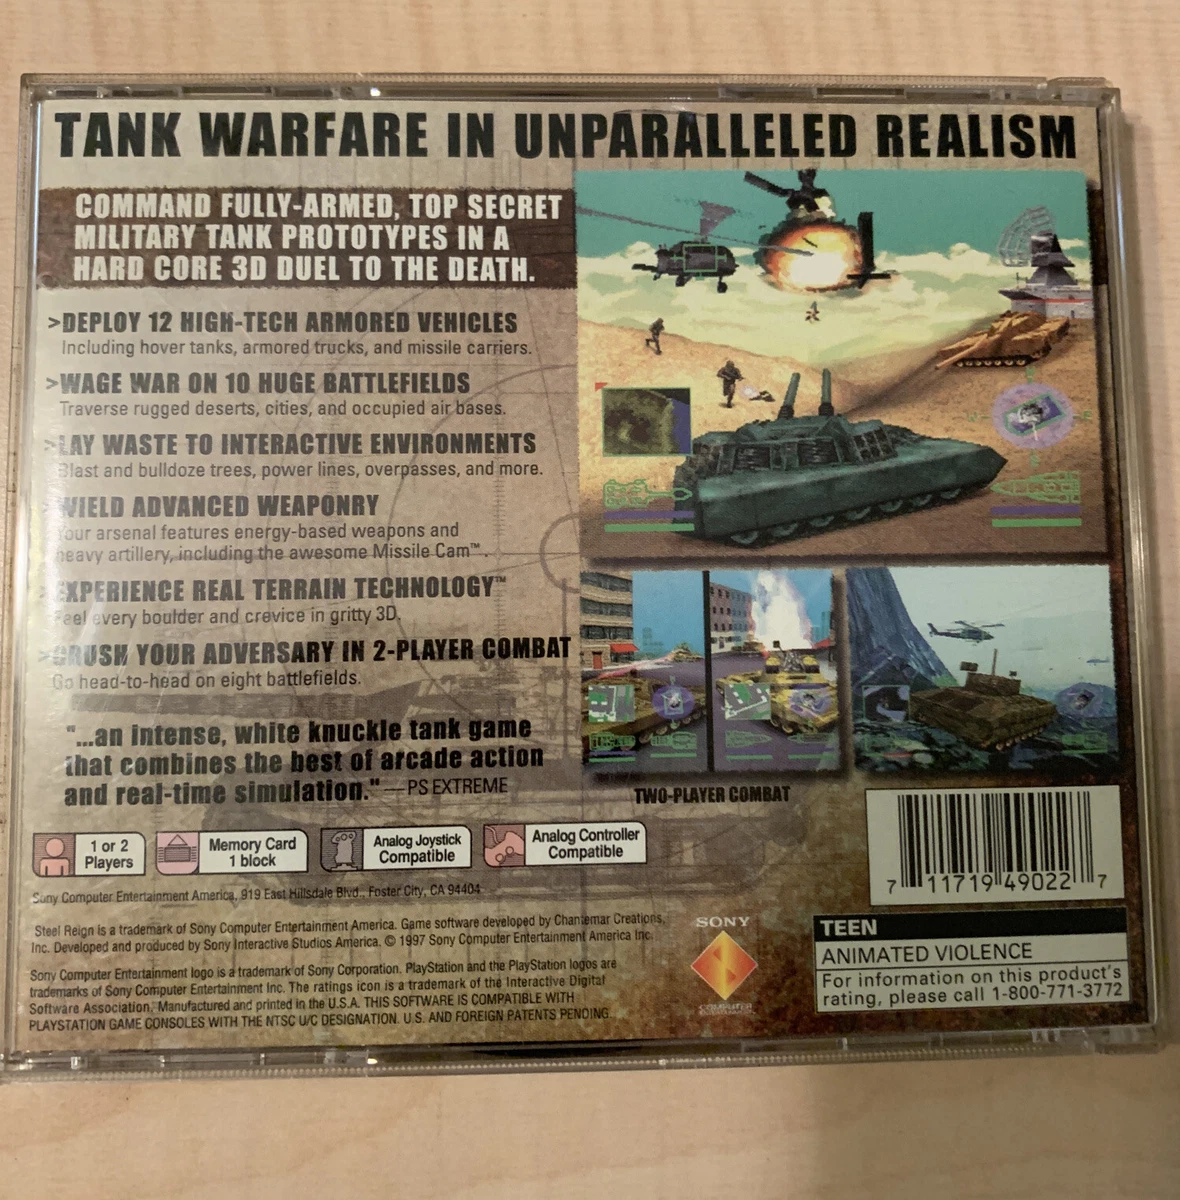 TANK WARFARE IN UNPARALLELED REALISM
COMMAND FULLY-ARMED, TOP SECRET
MILITARY TANK PROTOTYPES IN A
HARD CORE 3D DUEL TO THE DEATH.
>DEPLOY 12 HIGH-TECH ARMORED VEHICLES
Including hover tanks, armored trucks, and missile carriers.
>WAGE WAR ON 10 HUGE BATTLEFIELDS
Traverse rugged deserts, cities, and occupied air bases.
>LAY WASTE TO INTERACTIVE ENVIRONMENTS
Blast and bulldoze trees, power lines, overpasses, and more.
>WIELD ADVANCED WEAPONRY
Your arsenal features energy-based weapons and
heavy artillery, including the awesome Missile Cam™.
>EXPERIENCE REAL TERRAIN TECHNOLOGY™
Feel every boulder and crevice in gritty 3D.
>CRUSH YOUR ADVERSARY IN 2-PLAYER COMBAT
Go head-to-head on eight battlefields.
"...an intense, white knuckle tank game
that combines the best of arcade action
and real-time simulation." —PS EXTREME
TWO-PLAYER COMBAT
1 or 2
Players
Memory Card
1 block
Analog Joystick
Compatible
Analog Controller
Compatible
Sony Computer Entertainment America, 919 East Hillsdale Blvd., Foster City, CA 94404
Steel Reign is a trademark of Sony Computer Entertainment America. Game software developed by Chantemar Creations,
Inc. Developed and produced by Sony Interactive Studios America. © 1997 Sony Computer Entertainment America Inc.
Sony Computer Entertainment logo is a trademark of Sony Corporation. PlayStation and the PlayStation logos are
trademarks of Sony Computer Entertainment Inc. The ratings icon is a trademark of the Interactive Digital
Software Association. Manufactured and printed in the U.S.A. THIS SOFTWARE IS COMPATIBLE WITH
PLAYSTATION GAME CONSOLES WITH THE NTSC U/C DESIGNATION. U.S. AND FOREIGN PATENTS PENDING.
SONY
COMPUTER
7 11719 49022 7
TEEN
ANIMATED VIOLENCE
For information on this product's
rating, please call 1-800-771-3772